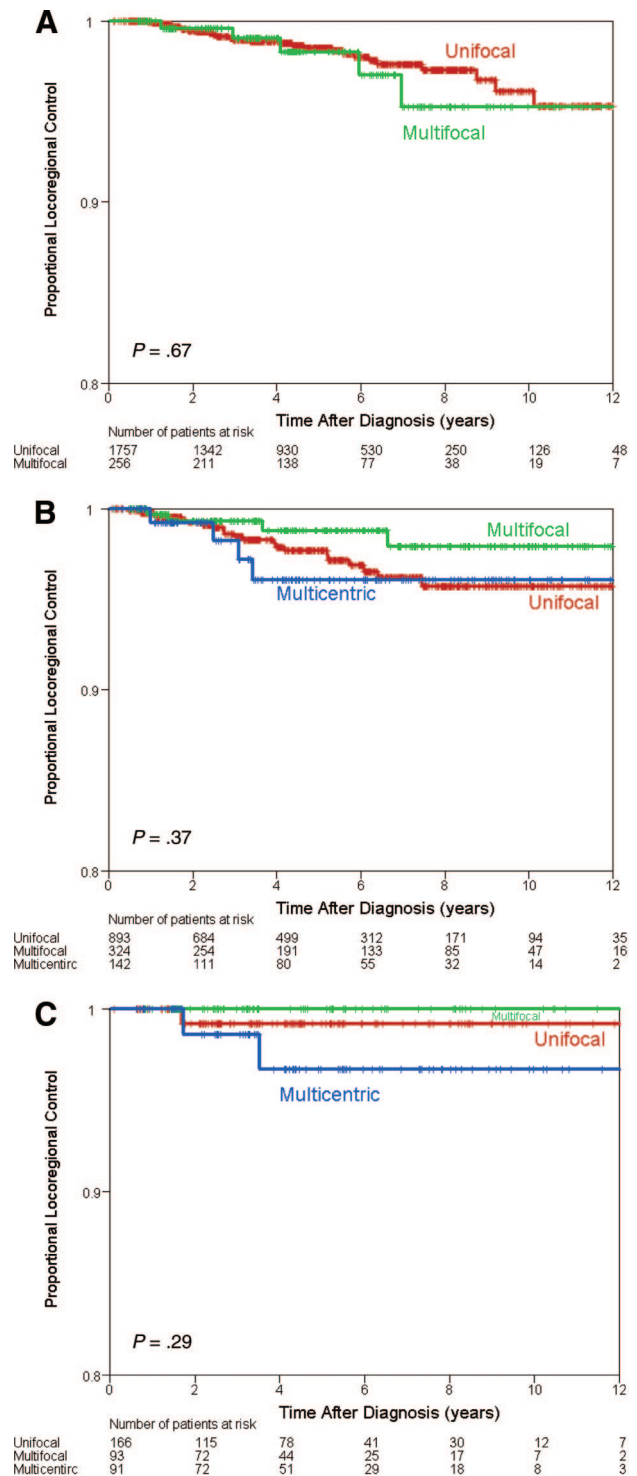 A
1
Unifocal
Multifocal
0.9
Proportional Locoregional Control
P = .67
0.8
0 2 4 6 8 10 12
Time After Diagnosis (years)
Number of patients at risk
Unifocal 1757 1342 930 530 250 126 48
Multifocal 256 211 138 77 38 19 7
B
1
Multifocal
Multicentric
Unifocal
0.9
Proportional Locoregional Control
P = .37
0.8
0 2 4 6 8 10 12
Time After Diagnosis (years)
Number of patients at risk
Unifocal 893 684 499 312 171 94 35
Multifocal 324 254 191 133 85 47 16
Multicentirc 142 111 80 55 32 14 2
C
1
Multifocal
Unifocal
Multicentric
0.9
Proportional Locoregional Control
P = .29
0.8
0 2 4 6 8 10 12
Time After Diagnosis (years)
Number of patients at risk
Unifocal 166 115 78 41 30 12 7
Multifocal 93 72 44 25 17 7 2
Multicentirc 91 72 51 29 18 8 3